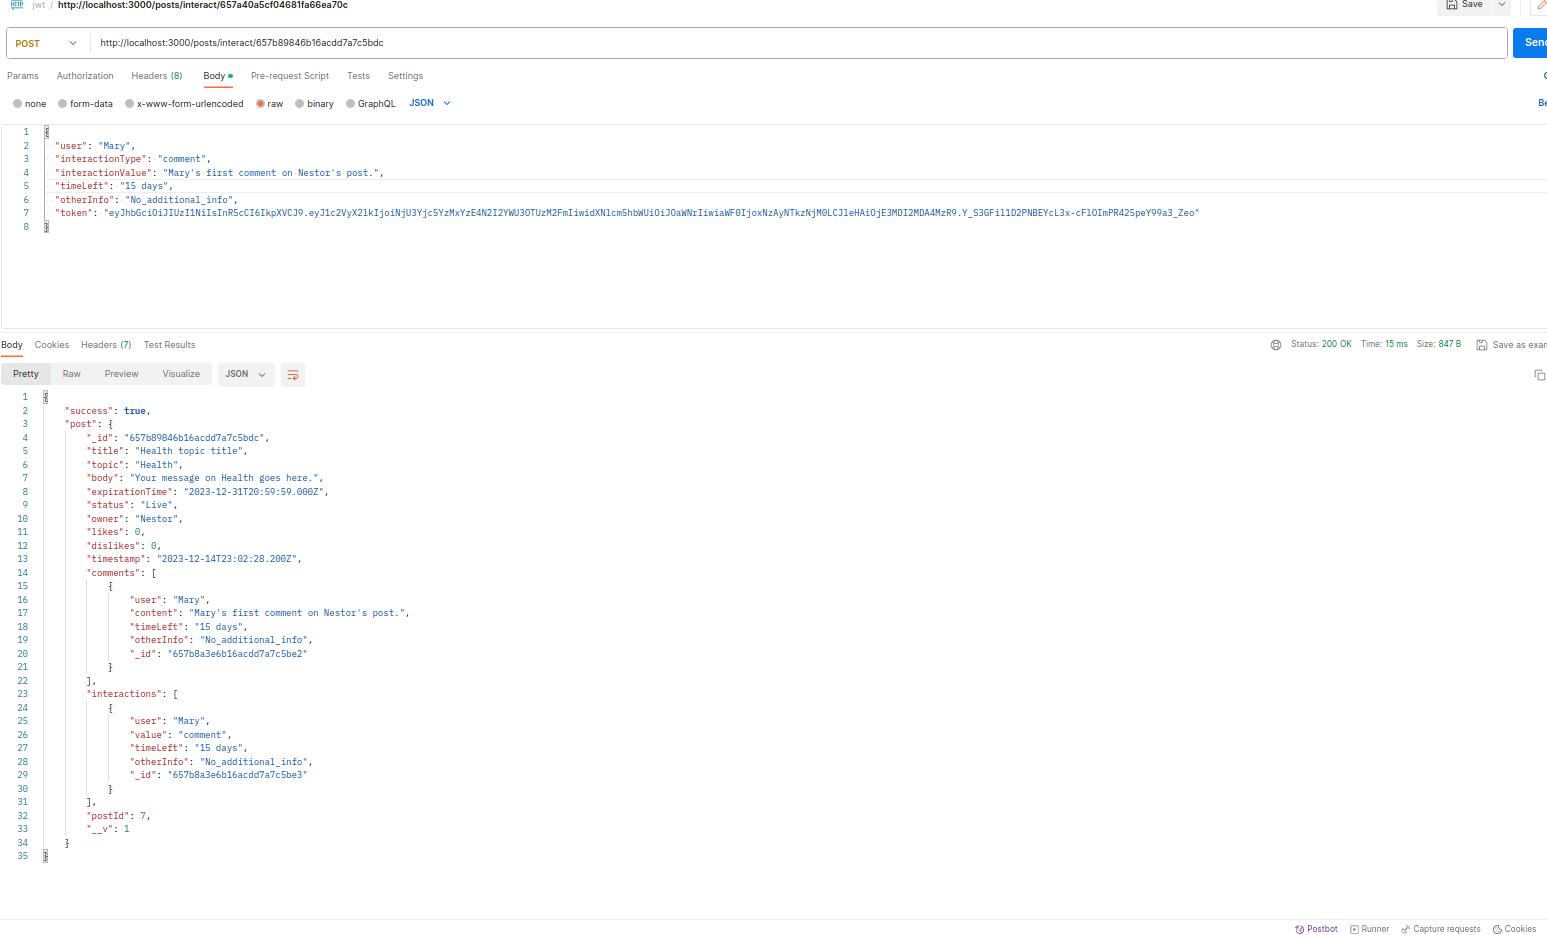 HTTP jwt / http://localhost:3000/posts/interact/657a40a5cf04681fa66ea70c Save
POST http://localhost:3000/posts/interact/657b89846b16acdd7a7c5bdc Send
Params Authorization Headers (8) Body Pre-request Script Tests Settings
none form-data x-www-form-urlencoded raw binary GraphQL JSON Be
1 {
2 "user": "Mary",
3 "interactionType": "comment",
4 "interactionValue": "Mary's first comment on Nestor's post.",
5 "timeLeft": "15 days",
6 "otherInfo": "No_additional_info",
7 "token":
8 }
Body Cookies Headers (7) Test Results Status: 200 OK Time: 15 ms Size: 847 B Save as exam
Pretty Raw Preview Visualize JSON
1 {
2 "success": true,
3 "post": {
4 "_id": "657b89846b16acdd7a7c5bdc",
5 "title": "Health topic title",
6 "topic": "Health",
7 "body": "Your message on Health goes here.",
8 "expirationTime": "2023-12-31T20:59:59.000Z",
9 "status": "Live",
10 "owner": "Nestor",
11 "likes": 0,
12 "dislikes": 0,
13 "timestamp": "2023-12-14T23:02:28.200Z",
14 "comments": [
15 {
16 "user": "Mary",
17 "content": "Mary's first comment on Nestor's post.",
18 "timeLeft": "15 days",
19 "otherInfo": "No_additional_info",
20 "_id": "657b8a3e6b16acdd7a7c5be2"
21 }
22 ],
23 "interactions": [
24 {
25 "user": "Mary",
26 "value": "comment",
27 "timeLeft": "15 days",
28 "otherInfo": "No_additional_info",
29 "_id": "657b8a3e6b16acdd7a7c5be3"
30 }
31 ],
32 "postId": 7,
33 "__v": 1
34 }
35 }
Postbot Runner Capture requests Cookies